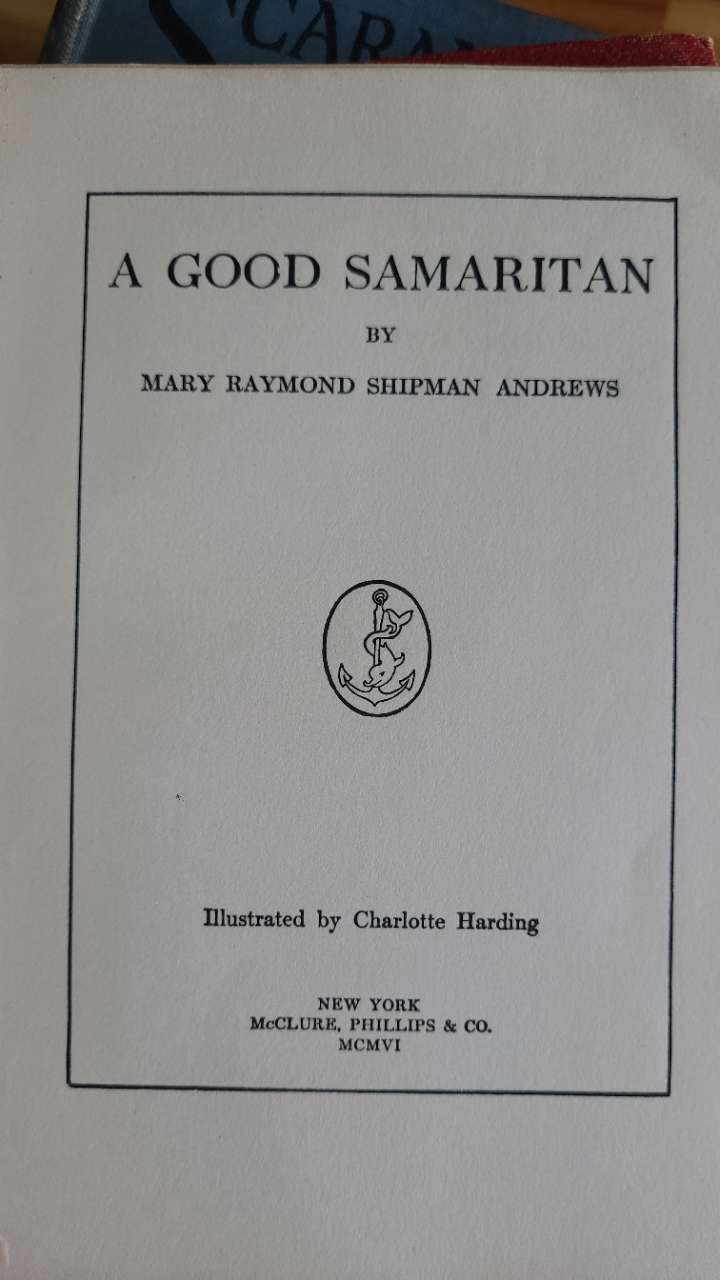 A GOOD SAMARITAN
BY
MARY RAYMOND SHIPMAN ANDREWS
Illustrated by Charlotte Harding
NEW YORK
McCLURE, PHILLIPS & CO.
MCMVI